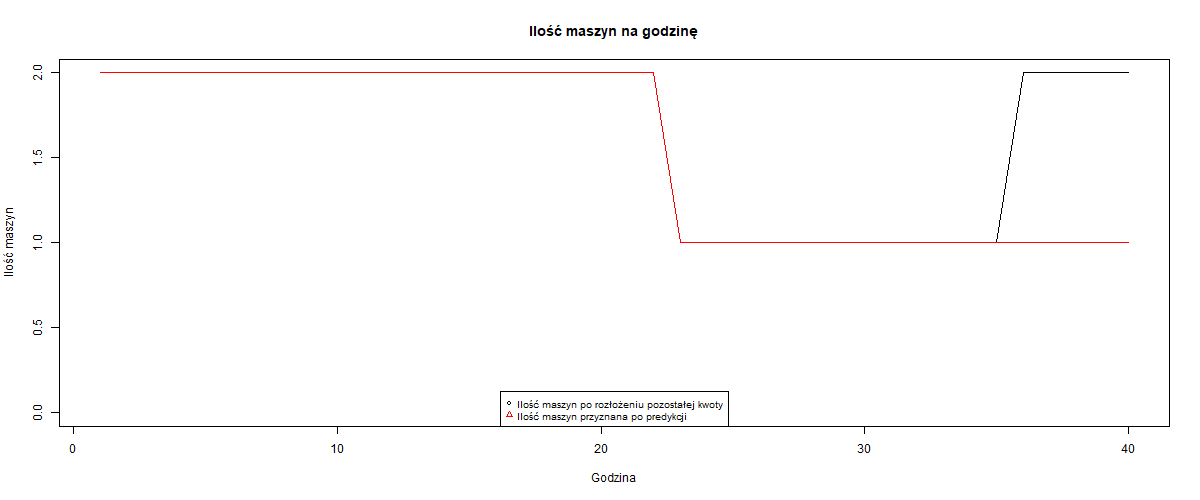 Ilość maszyn na godzinę
Ilość maszyn
2.0
1.5
1.0
0.5
0.0
Ilość maszyn po rozłożeniu pozostałej kwoty
Ilość maszyn przyznana po predykcji
0 10 20 30 40
Godzina